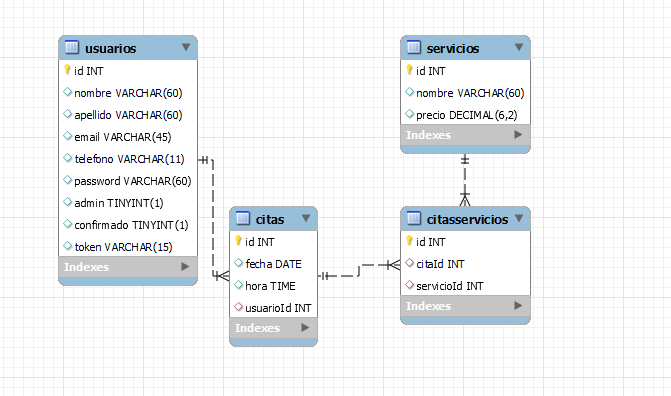 usuarios
id INT
nombre VARCHAR(60)
apellido VARCHAR(60)
email VARCHAR(45)
telefono VARCHAR(11)
password VARCHAR(60)
admin TINYINT(1)
confirmado TINYINT(1)
token VARCHAR(15)
Indexes
servicios
id INT
nombre VARCHAR(60)
precio DECIMAL(6,2)
Indexes
citas
id INT
fecha DATE
hora TIME
usuarioId INT
Indexes
citasservicios
id INT
citaId INT
servicioId INT
Indexes